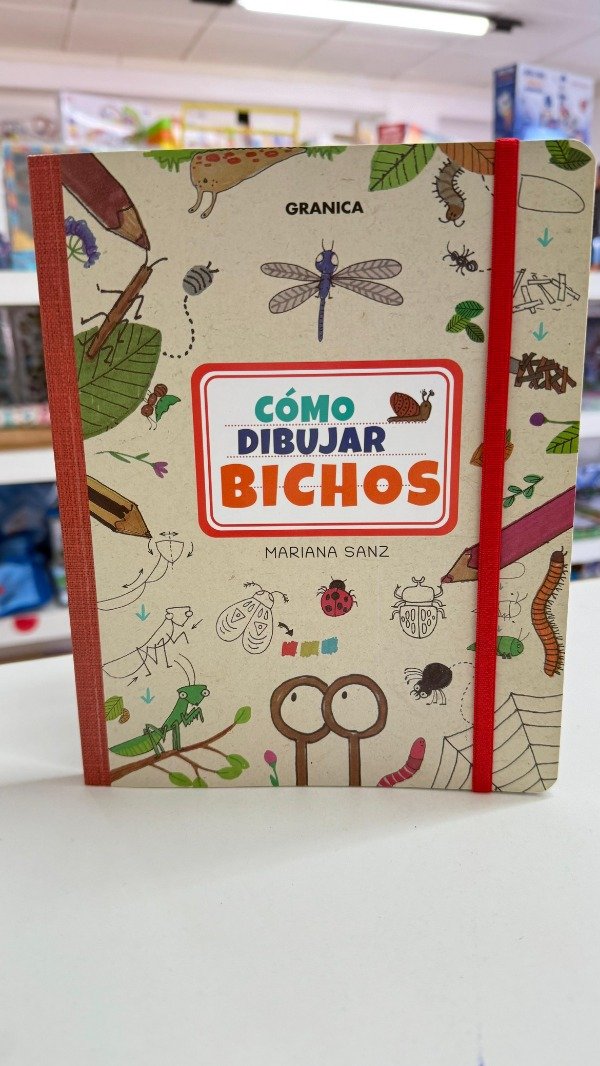 GRANICA
CÓMO
DIBUJAR
BICHOS
MARIANA SANZ